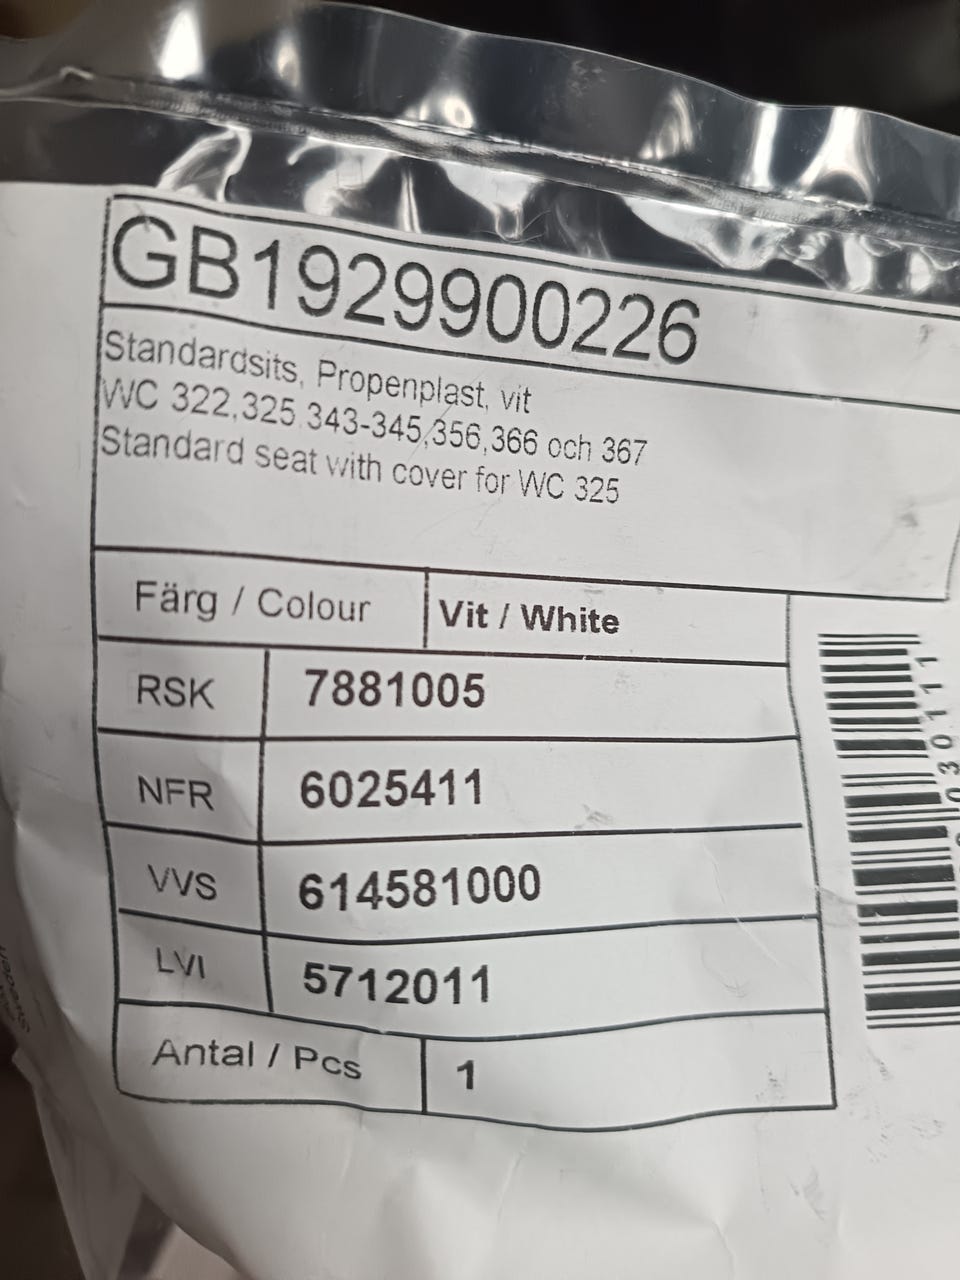 GB1929900226
Standardsits, Propenplast, vit
WC 322,325,343-345,356,366 och 367
Standard seat with cover for WC 325
Färg / Colour Vit / White
RSK 7881005
NFR 6025411
VVS 614581000
LVI 5712011
Antal / Pcs 1
030111